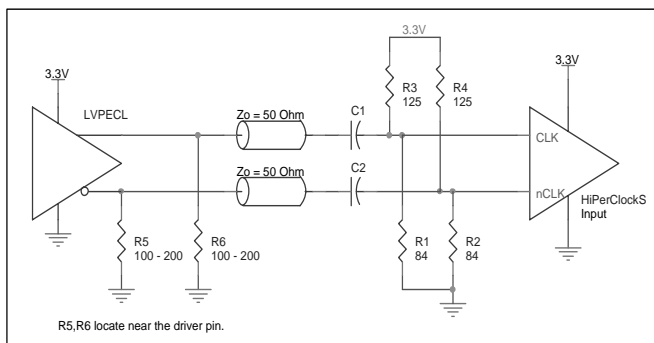 3.3V
3.3V
3.3V
R3
125
R4
125
LVPECL
Zo = 50 Ohm
C1
CLK
Zo = 50 Ohm
C2
nCLK
HiPerClockS
Input
R5
100 - 200
R6
100 - 200
R1
84
R2
84
R5,R6 locate near the driver pin.